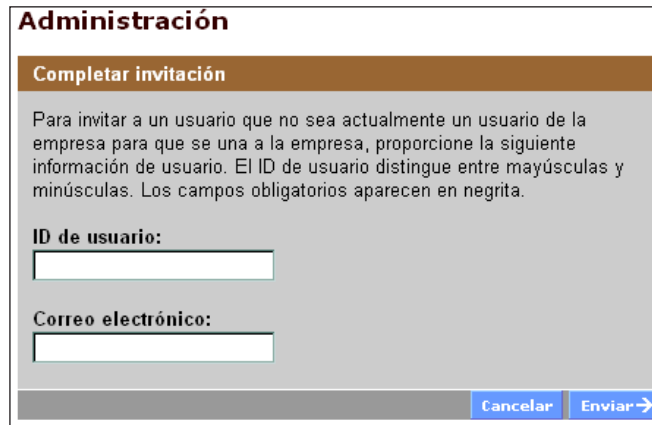 Administración
Completar invitación
Para invitar a un usuario que no sea actualmente un usuario de la
empresa para que se una a la empresa, proporcione la siguiente
información de usuario. El ID de usuario distingue entre mayúsculas y
minúsculas. Los campos obligatorios aparecen en negrita.
ID de usuario:
Correo electrónico:
Cancelar
Enviar→